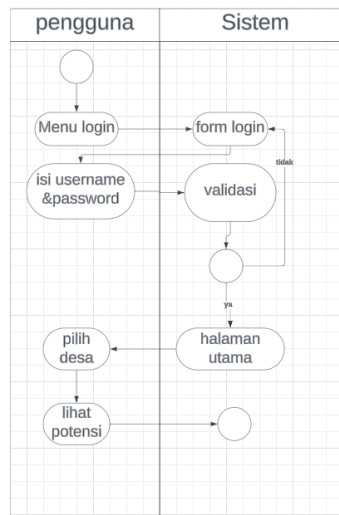 pengguna
Sistem
Menu login
form login
tidak
isi username
&password
validasi
ya
pilih
desa
halaman
utama
lihat
potensi